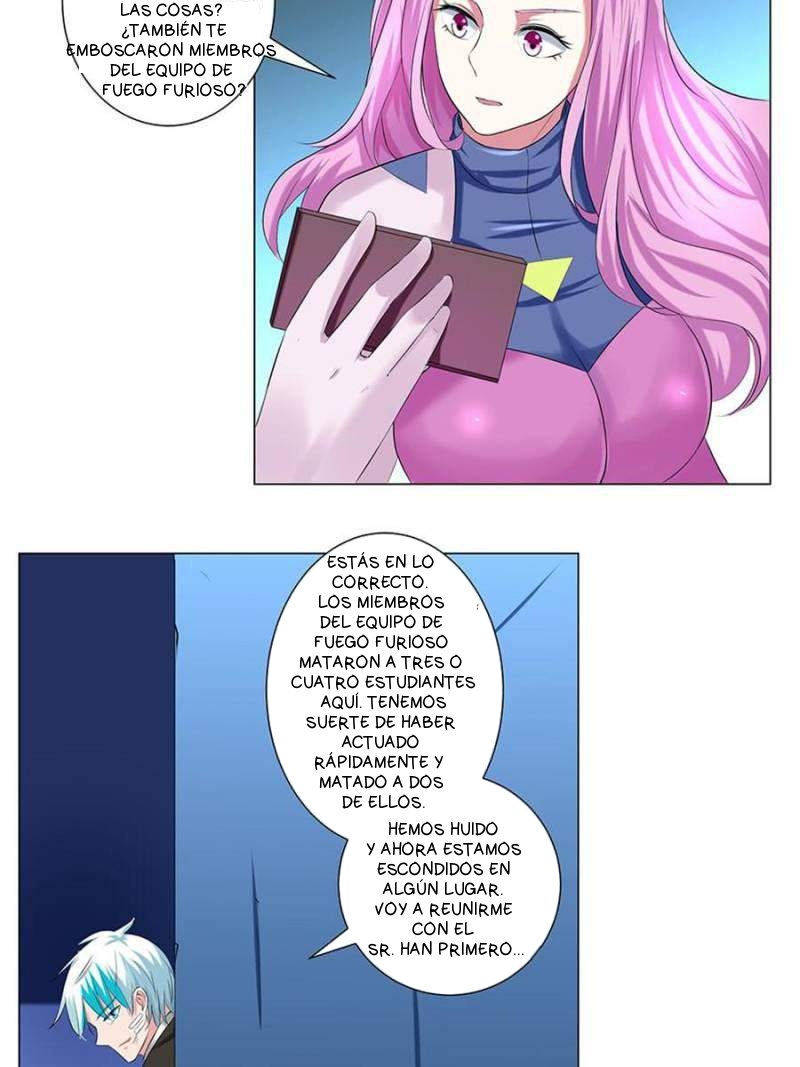 LAS COSAS?
¿TAMBIÉN TE
EMBOSCARON MIEMBROS
DEL EQUIPO DE
FUEGO FURIOSO?
ESTÁS EN LO
CORRECTO.
LOS MIEMBROS
DEL EQUIPO DE
FUEGO FURIOSO
MATARON A TRES O
CUATRO ESTUDIANTES
AQUÍ. TENEMOS
SUERTE DE HABER
ACTUADO
RÁPIDAMENTE Y
MATADO A DOS
DE ELLOS.
HEMOS HUIDO
Y AHORA ESTAMOS
ESCONDIDOS EN
ALGÚN LUGAR.
VOY A REUNIRME
CON EL
SR. HAN PRIMERO...